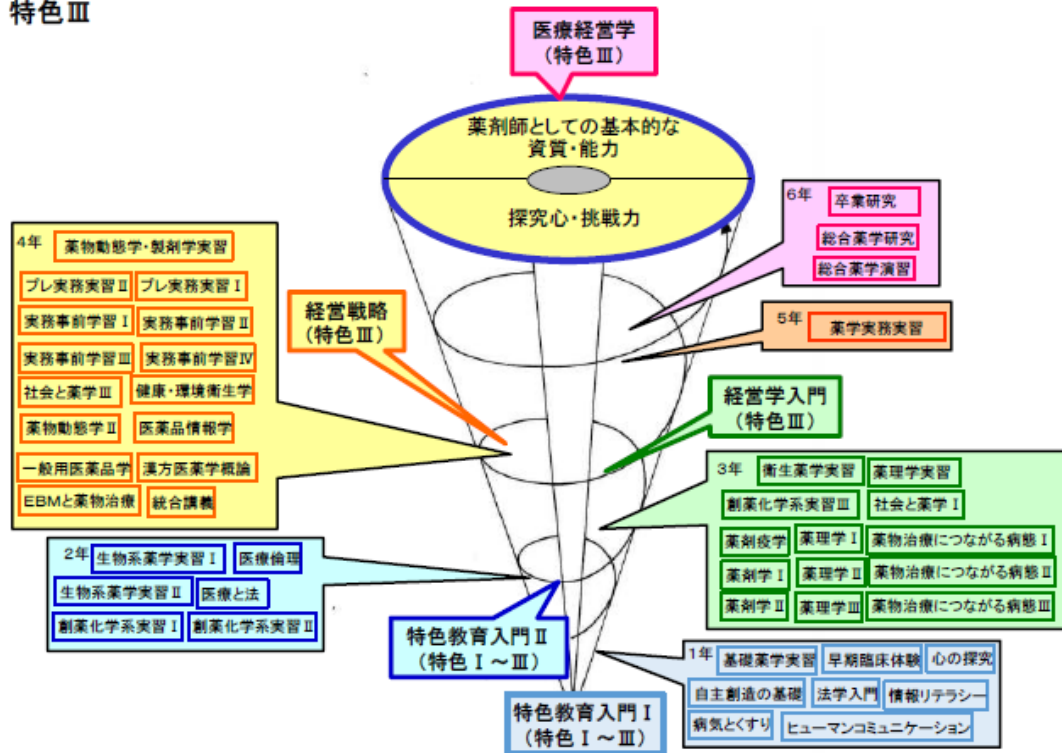 特色Ⅲ
医療経営学
(特色Ⅲ)
薬剤師としての基本的な
資質・能力
探究心・挑戦力
6年 卒業研究
総合薬学研究
総合薬学演習
5年 薬学実務実習
4年 薬物動態学・製剤学実習
プレ実務実習Ⅱ プレ実務実習Ⅰ
実務事前学習Ⅰ 実務事前学習Ⅱ
実務事前学習Ⅲ 実務事前学習Ⅳ
社会と薬学Ⅲ 健康・環境衛生学
薬物動態学Ⅱ 医薬品情報学
一般用医薬品学 漢方医薬学概論
EBMと薬物治療 統合講義
経営戦略
(特色Ⅲ)
経営学入門
(特色Ⅲ)
3年 衛生薬学実習 薬理学実習
創薬化学系実習Ⅲ 社会と薬学Ⅰ
薬剤疫学 薬理学Ⅰ 薬物治療につながる病態Ⅰ
薬剤学Ⅰ 薬理学Ⅱ 薬物治療につながる病態Ⅱ
薬剤学Ⅱ 薬理学Ⅲ 薬物治療につながる病態Ⅲ
2年 生物系薬学実習Ⅰ 医療倫理
生物系薬学実習Ⅱ 医療と法
創薬化学系実習Ⅰ 創薬化学系実習Ⅱ
特色教育入門Ⅱ
(特色Ⅰ～Ⅲ)
1年 基礎薬学実習 早期臨床体験 心の探究
自主創造の基礎 法学入門 情報リテラシー
病気とくすり ヒューマンコミュニケーション
特色教育入門Ⅰ
(特色Ⅰ～Ⅲ)